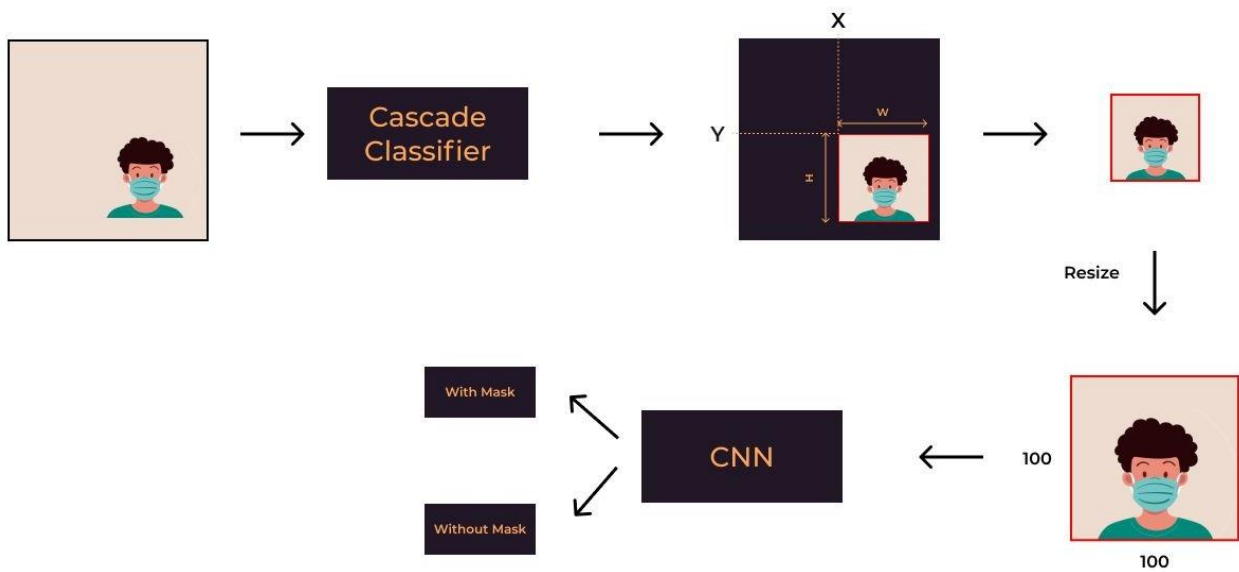 X
Cascade
Classifier
Y
W
H
Resize
With Mask
CNN
100
Without Mask
100